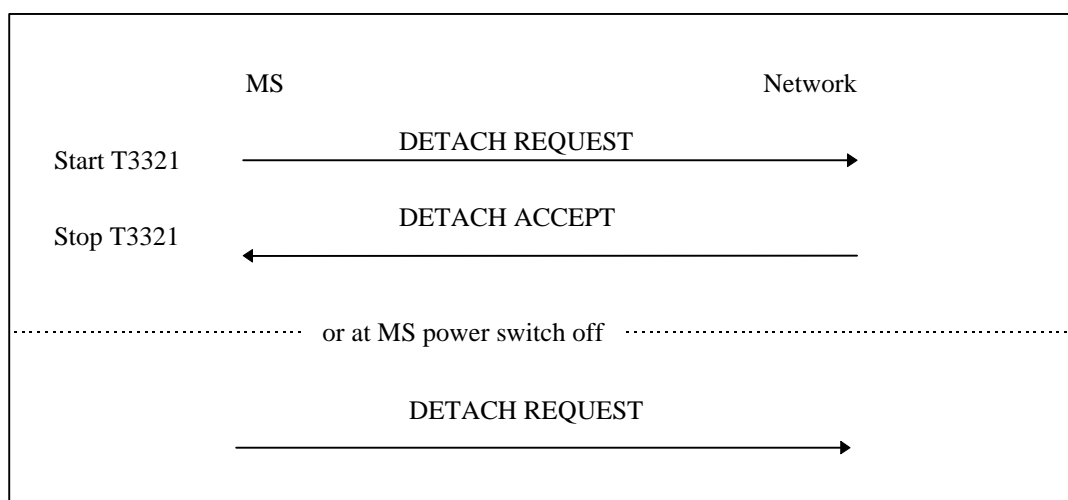 MS Network
Start T3321 DETACH REQUEST
Stop T3321 DETACH ACCEPT
or at MS power switch off
DETACH REQUEST